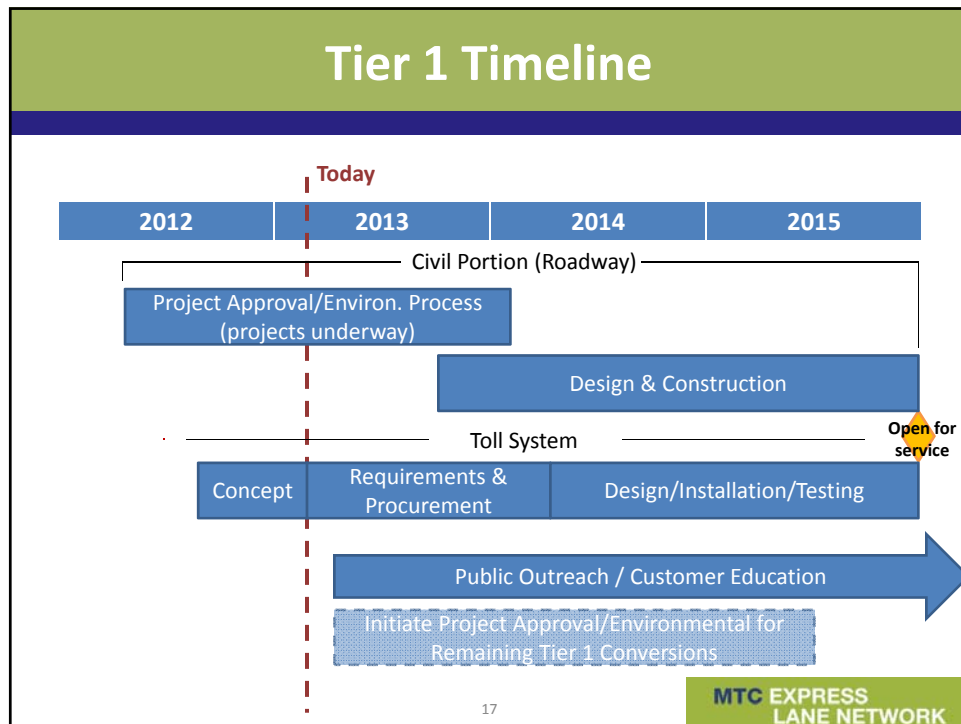 Tier 1 Timeline
Today
2012 2013 2014 2015
Civil Portion (Roadway)
Project Approval/Environ. Process
(projects underway)
Design & Construction
Open for
service
Toll System
Concept
Requirements &
Procurement
Design/Installation/Testing
Public Outreach / Customer Education
Initiate Project Approval/Environmental for
Remaining Tier 1 Conversions
17
MTC EXPRESS
LANE NETWORK